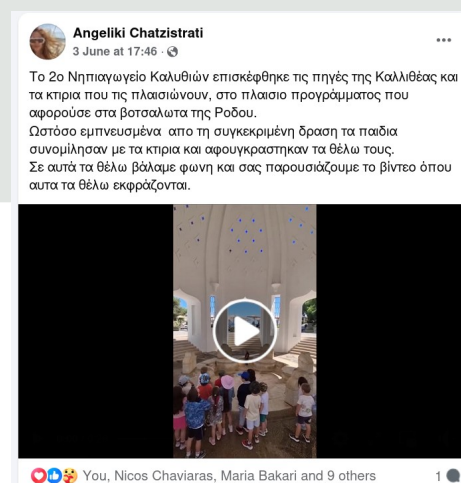 Angeliki Chatzistrati
3 June at 17:46 ·
Το 2ο Νηπιαγωγείο Καλυθιών επισκέφθηκε τις πηγές της Καλλιθέας και
τα κτιρια που τις πλαισιώνουν, στο πλαισιο προγράμματος που
αφορούσε στα βοτσαλωτα της Ροδου.
Ωστόσο εμπνευσμένα απο τη συγκεκριμένη δραση τα παιδια
συνομίλησαν με τα κτιρια και αφουγκραστηκαν τα θέλω τους.
Σε αυτά τα θέλω βάλαμε φωνη και σας παρουσιάζουμε το βίντεο όπου
αυτα τα θέλω εκφράζονται.
You, Nicos Chaviaras, Maria Bakari and 9 others
1